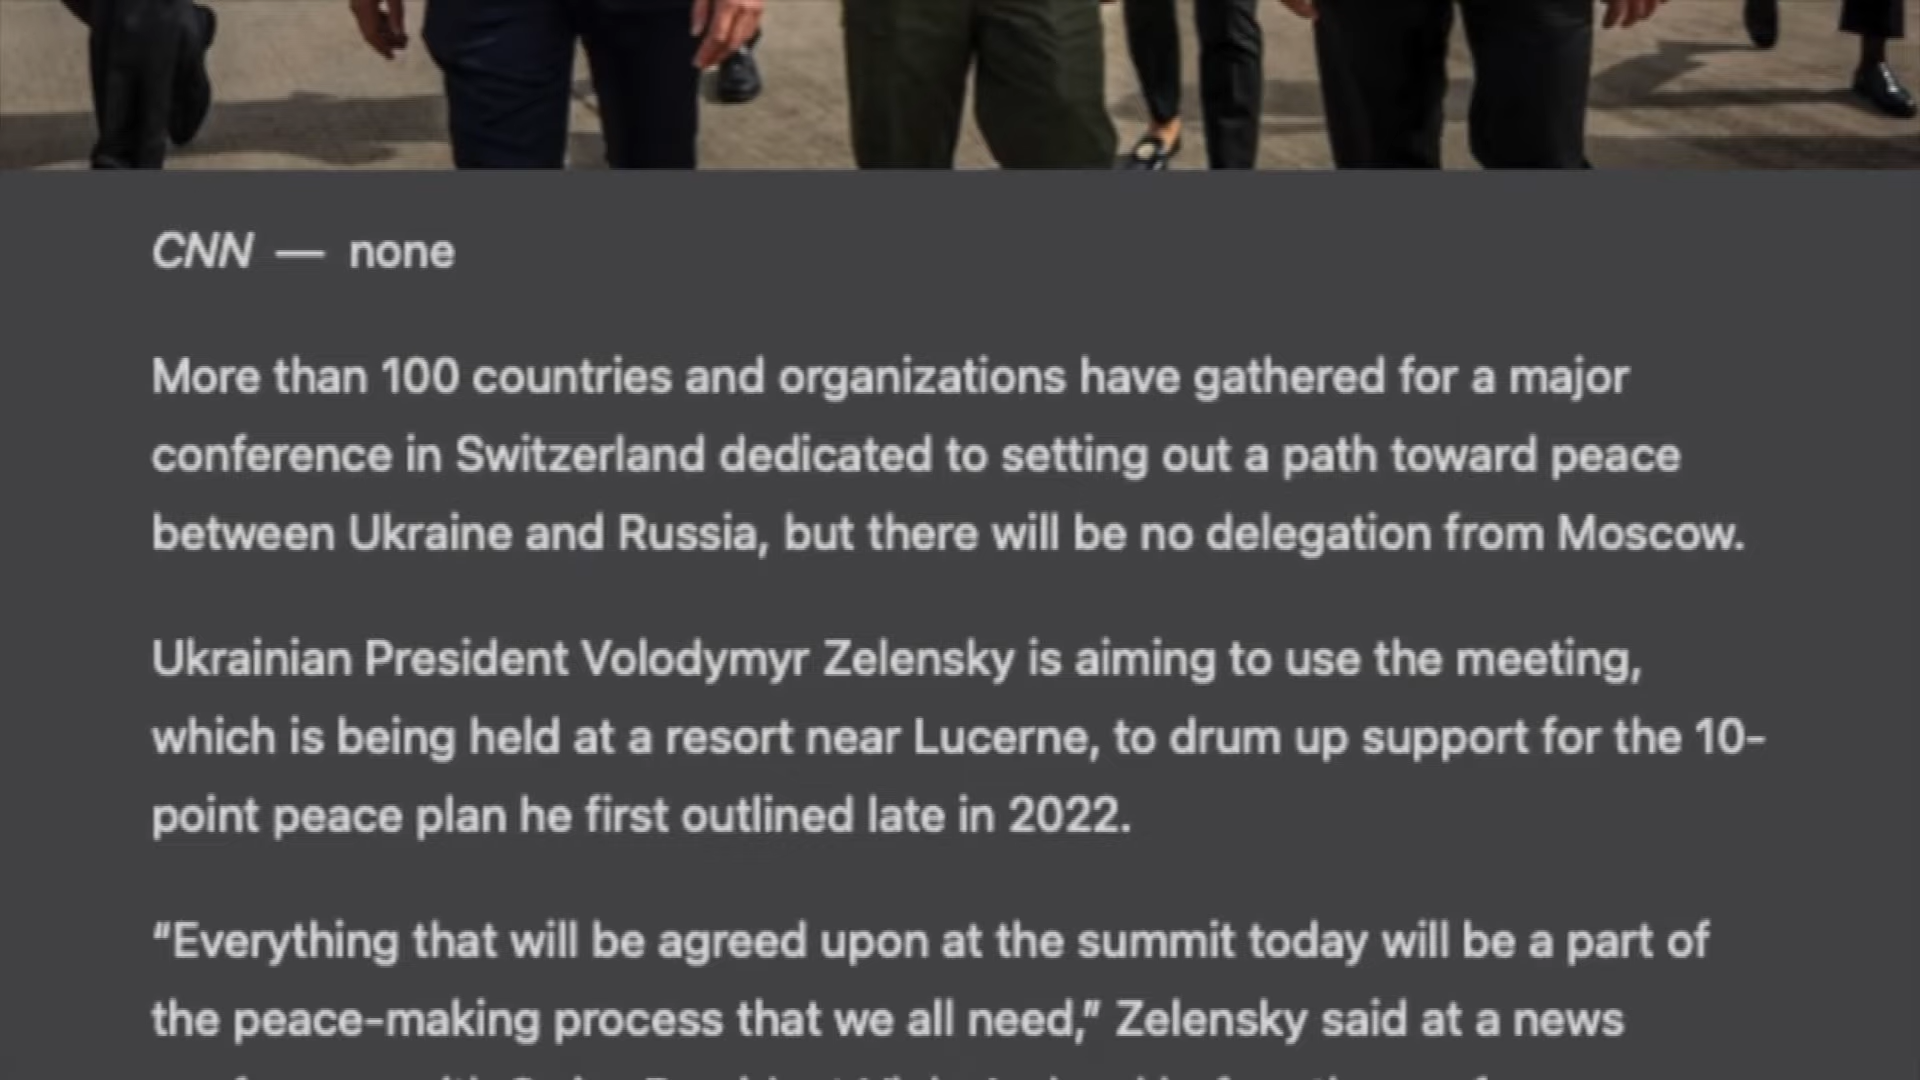 CNN — none
More than 100 countries and organizations have gathered for a major
conference in Switzerland dedicated to setting out a path toward peace
between Ukraine and Russia, but there will be no delegation from Moscow.
Ukrainian President Volodymyr Zelensky is aiming to use the meeting,
which is being held at a resort near Lucerne, to drum up support for the 10-
point peace plan he first outlined late in 2022.
“Everything that will be agreed upon at the summit today will be a part of
the peace-making process that we all need,” Zelensky said at a news